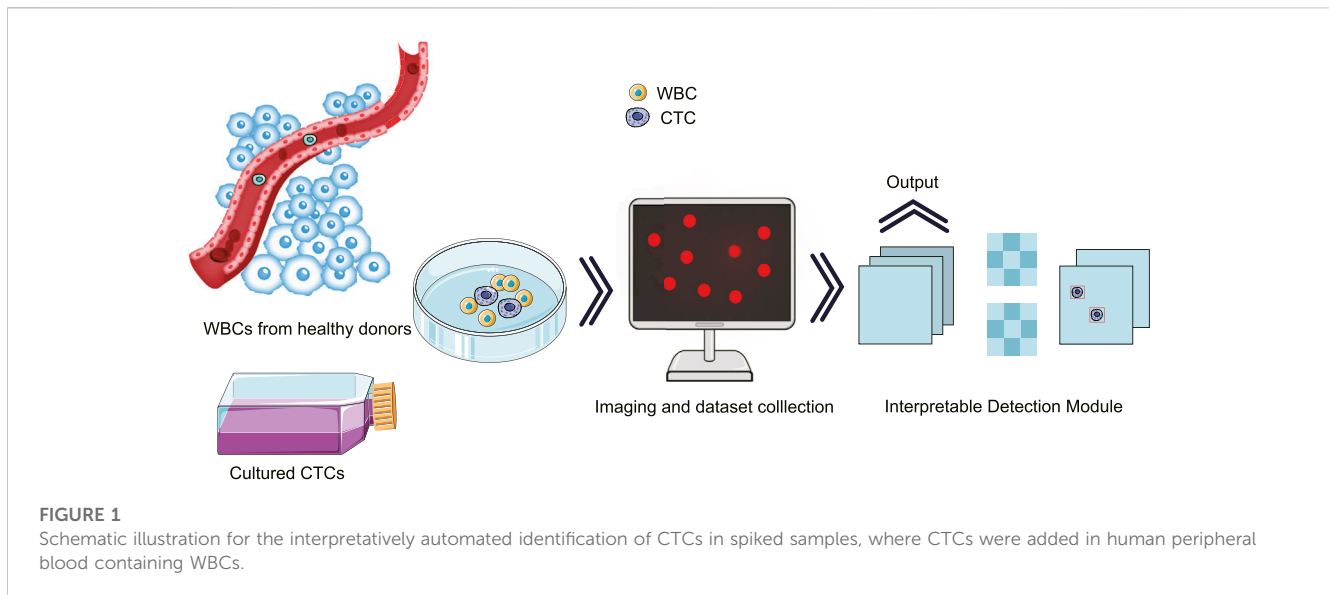 WBC
CTC
Output
WBCs from healthy donors
Imaging and dataset colllection
Interpretable Detection Module
Cultured CTCs
FIGURE 1
Schematic illustration for the interpretatively automated identification of CTCs in spiked samples, where CTCs were added in human peripheral
blood containing WBCs.